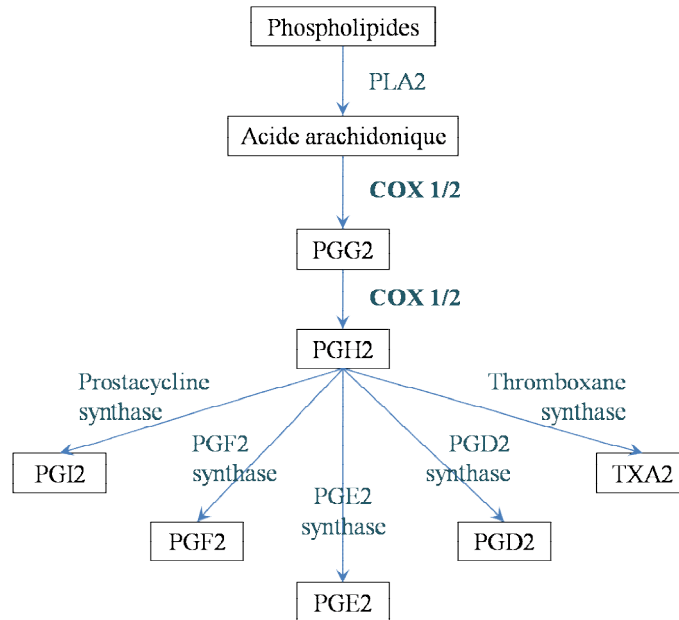 Phospholipides
PLA2
Acide arachidonique
COX 1/2
PGG2
COX 1/2
PGH2
Prostacycline
synthase
Thromboxane
synthase
PGF2
synthase
PGD2
synthase
PGI2
TXA2
PGE2
synthase
PGF2
PGD2
PGE2